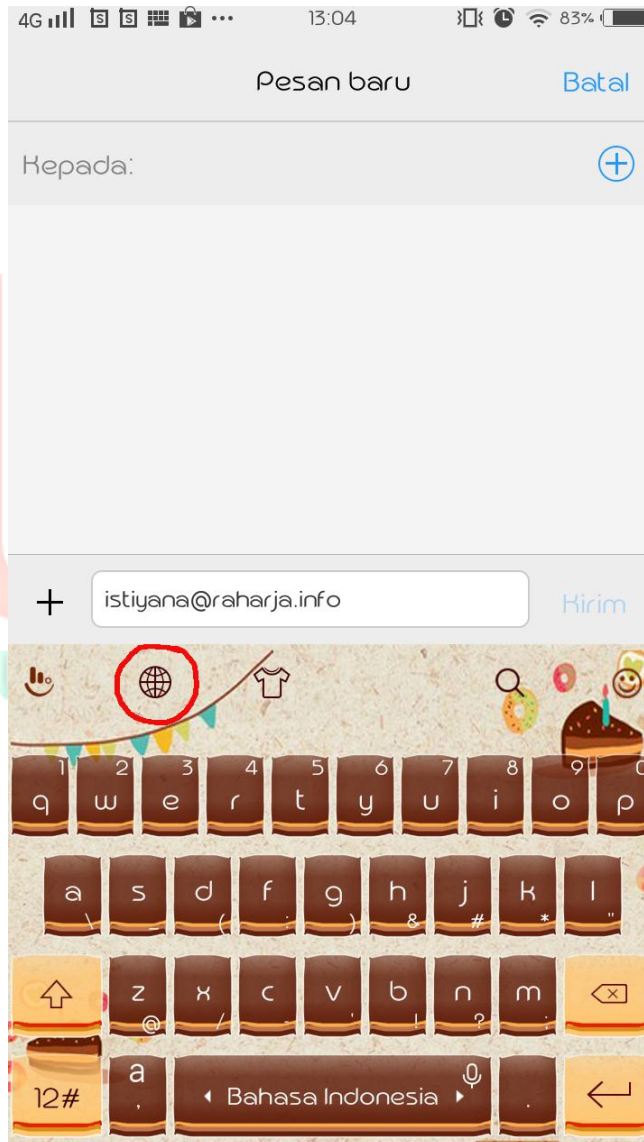 4G 13:04 83%
Pesan baru Batal
Kepada:
istiyana@raharja.info Kirim
1 2 3 4 5 6 7 8 9 0
q w e r t y u i o p
a s d f g h j k l
\ _ ( : ) & # * "
z x c v b n m
@ / - ' ! ? ;
12# a , Bahasa Indonesia .